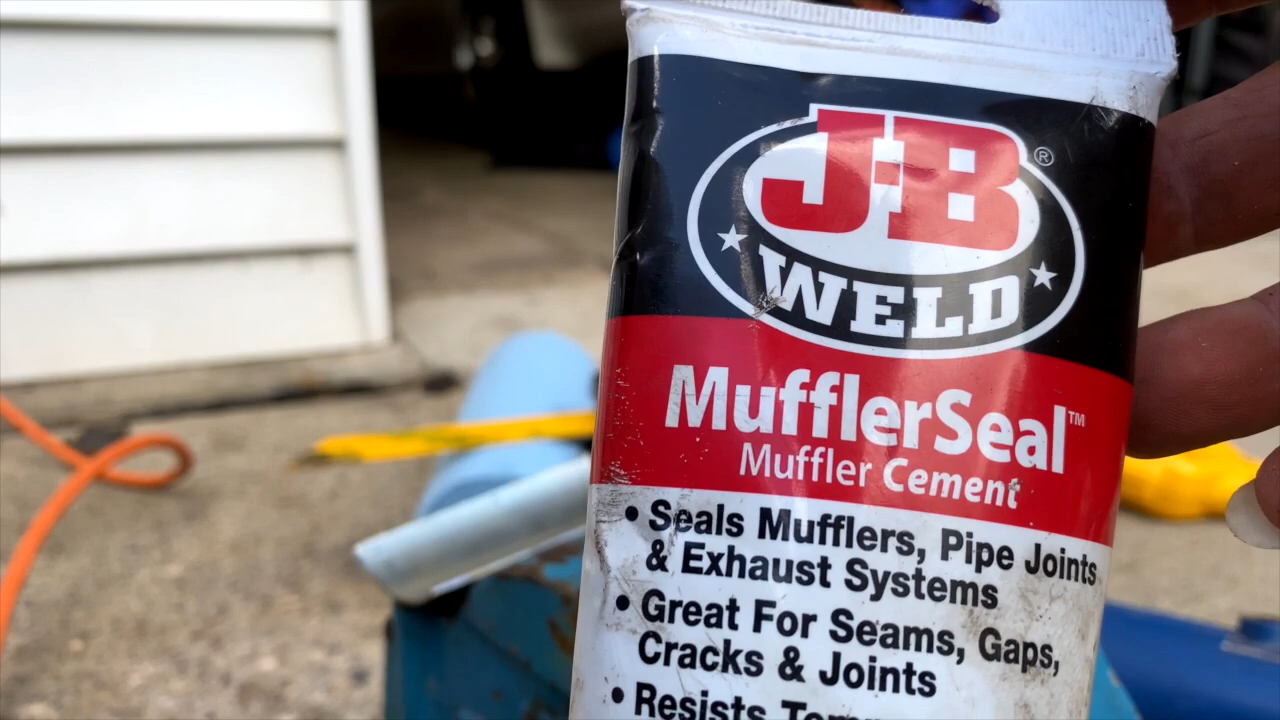 J-B
®
WELD
MufflerSeal™
Muffler Cement
• Seals Mufflers, Pipe Joints
& Exhaust Systems
• Great For Seams, Gaps,
Cracks & Joints
• Resists